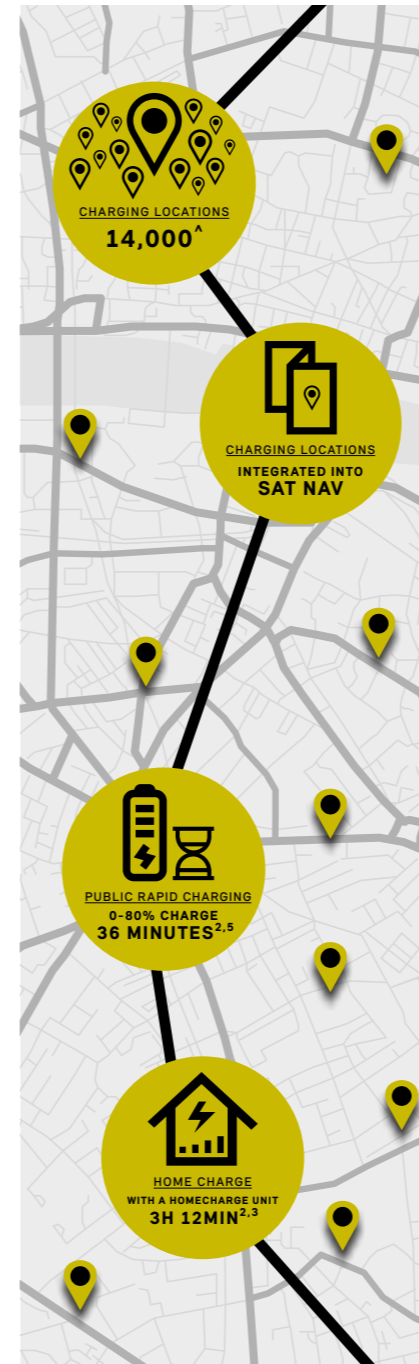 CHARGING LOCATIONS
14,000^
CHARGING LOCATIONS
INTEGRATED INTO
SAT NAV
PUBLIC RAPID CHARGING
0-80% CHARGE
36 MINUTES2,5
HOME CHARGE
WITH A HOMECHARGE UNIT
3H 12MIN2,3